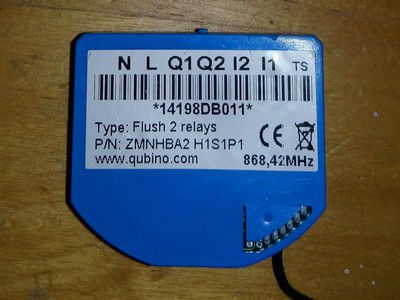 N L Q1 Q2 I2 I1 TS
*14198DB011*
Type: Flush 2 relays
P/N: ZMNHBA2 H1S1P1
www.qubino.com 868,42MHz